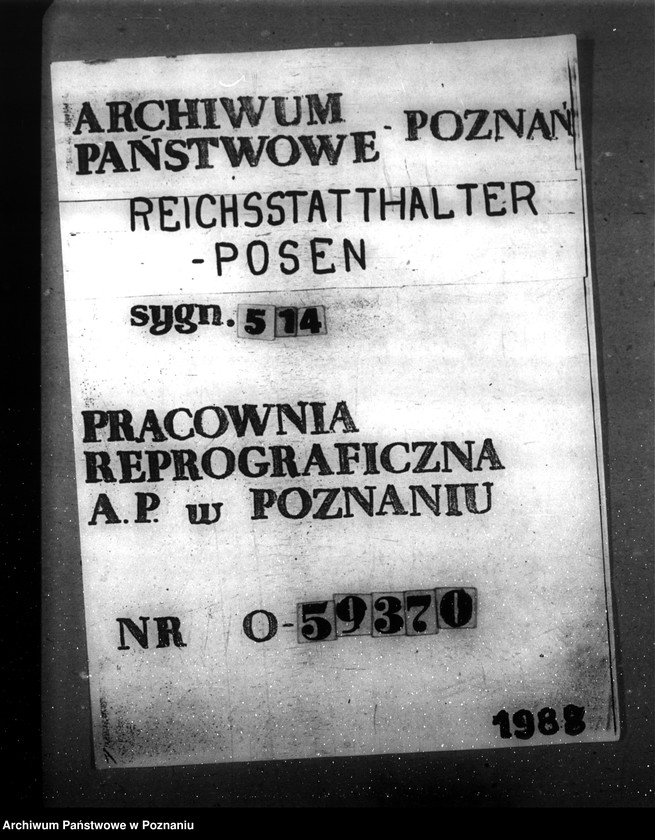 ARCHIWUM
PAŃSTWOWE - POZNAŃ
REICHSSTATTHALTER
-POSEN
sygn. 514
PRACOWNIA
REPROGRAFICZNA
A.P. w POZNANIU
NR O-59370
1988
Archiwum Państwowe w Poznaniu